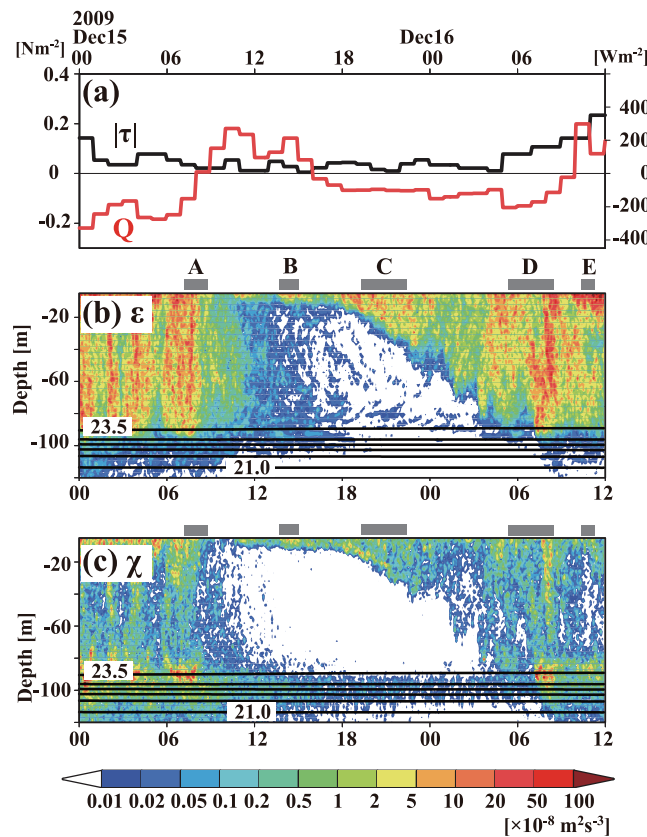 2009
Dec15 Dec16
[Nm⁻²] 00 06 12 18 00 06 12 [Wm⁻²]
0.4 (a) 600
0.2 |τ| 400
200
0 0
-0.2 Q -200
-400
A B C D E
(b) ε
Depth [m]
-20
-60
23.5
-100
21.0
00 06 12 18 00 06 12
(c) χ
Depth [m]
-20
-60
23.5
-100
21.0
00 06 12 18 00 06 12
0.01 0.02 0.05 0.1 0.2 0.5 1 2 5 10 20 50 100
[×10⁻⁸ m²s⁻³]